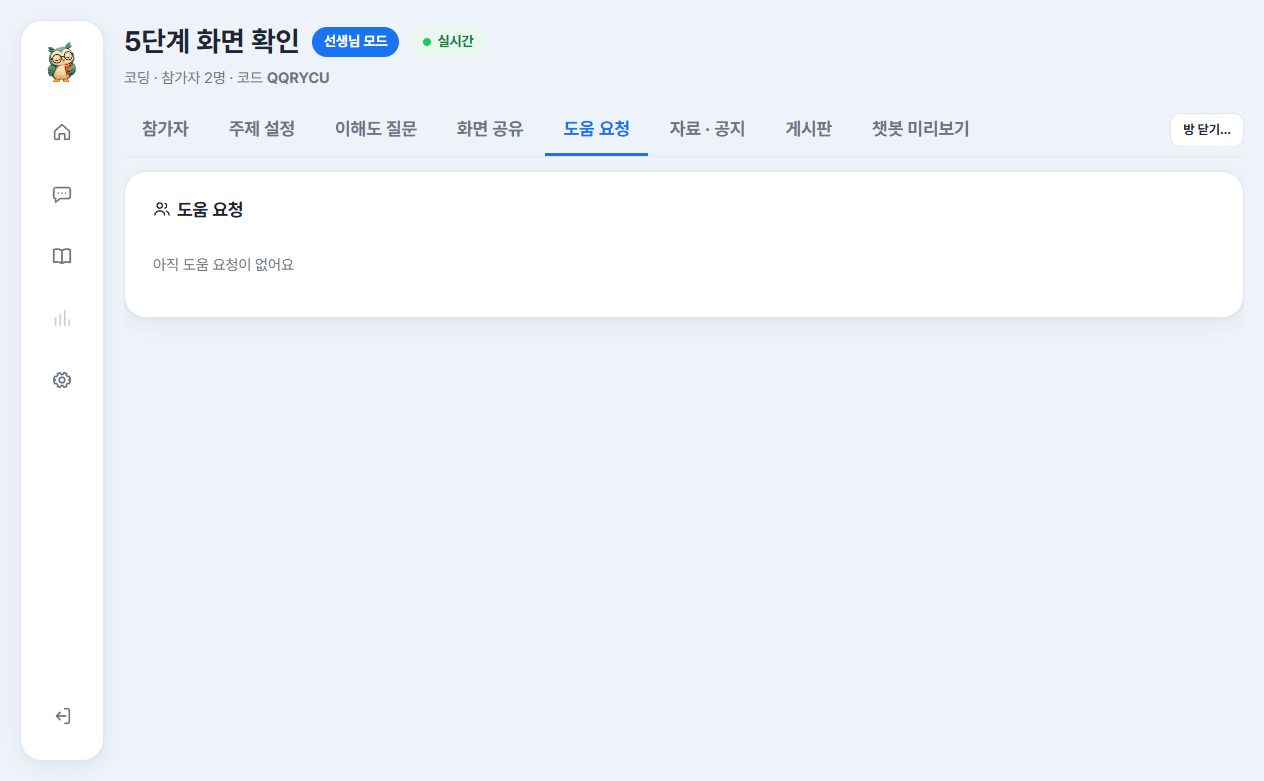 5단계 화면 확인 선생님 모드 실시간
코딩 · 참가자 2명 · 코드 QQRYCU
참가자 주제 설정 이해도 질문 화면 공유 도움 요청 자료 · 공지 게시판 챗봇 미리보기 방 닫기...
도움 요청
아직 도움 요청이 없어요